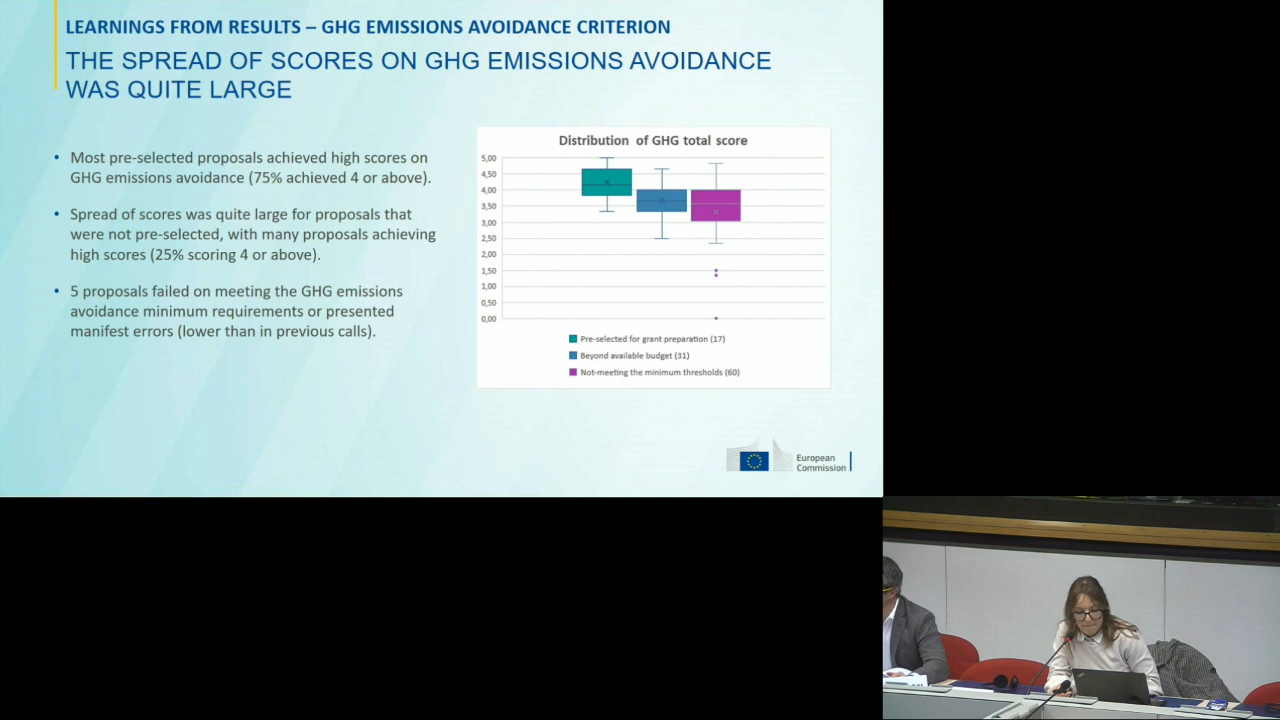 LEARNINGS FROM RESULTS – GHG EMISSIONS AVOIDANCE CRITERION
THE SPREAD OF SCORES ON GHG EMISSIONS AVOIDANCE
WAS QUITE LARGE
• Most pre-selected proposals achieved high scores on
GHG emissions avoidance (75% achieved 4 or above).
• Spread of scores was quite large for proposals that
were not pre-selected, with many proposals achieving
high scores (25% scoring 4 or above).
• 5 proposals failed on meeting the GHG emissions
avoidance minimum requirements or presented
manifest errors (lower than in previous calls).
Distribution of GHG total score
5,00
4,50
4,00
3,50
3,00
2,50
2,00
1,50
1,00
0,50
0,00
Pre-selected for grant preparation (17)
Beyond available budget (31)
Not-meeting the minimum thresholds (60)
European
Commission